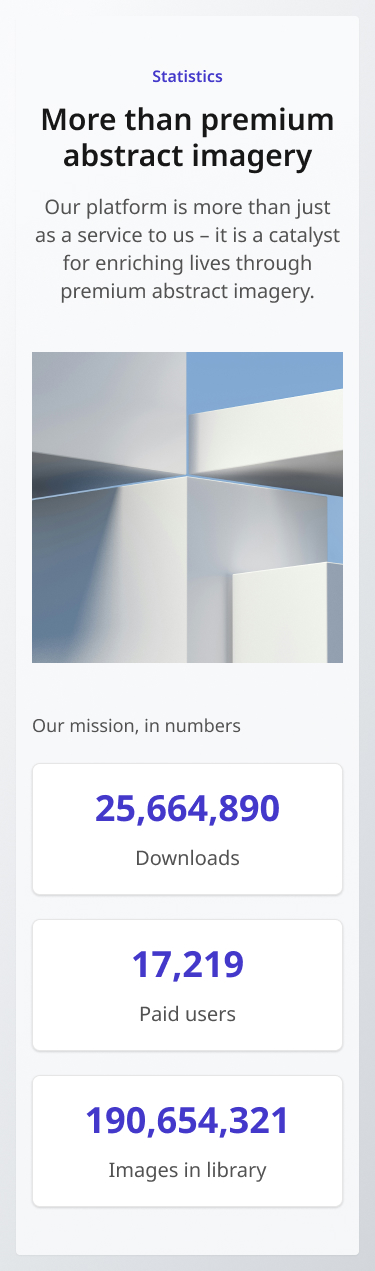 Statistics
More than premium
abstract imagery
Our platform is more than just
as a service to us – it is a catalyst
for enriching lives through
premium abstract imagery.
Our mission, in numbers
25,664,890
Downloads
17,219
Paid users
190,654,321
Images in library